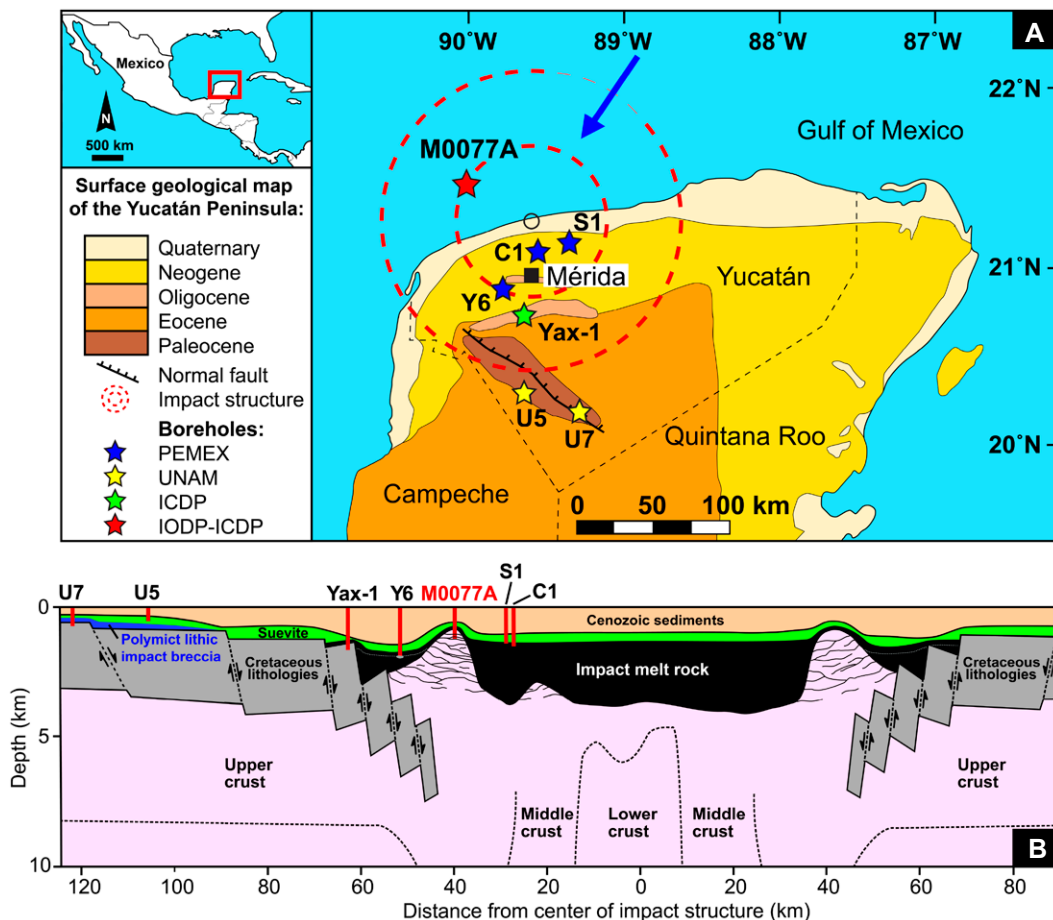 Mexico
N
500 km
Surface geological map
of the Yucatán Peninsula:
Quaternary
Neogene
Oligocene
Eocene
Paleocene
Normal fault
Impact structure
Boreholes:
PEMEX
UNAM
ICDP
IODP-ICDP
A
90°W
89°W
88°W
87°W
22°N
21°N
20°N
Gulf of Mexico
M0077A
S1
C1
Mérida
Yucatán
Y6
Yax-1
U5
U7
Quintana Roo
Campeche
0 50 100 km
U7
U5
Yax-1
Y6
M0077A
S1
C1
0
5
10
Depth (km)
Polymict lithic
impact breccia
Suevite
Cretaceous
lithologies
Cenozoic sediments
Impact melt rock
Cretaceous
lithologies
Upper
crust
Middle
crust
Lower
crust
Middle
crust
Upper
crust
B
120 100 80 60 40 20 0 20 40 60 80
Distance from center of impact structure (km)